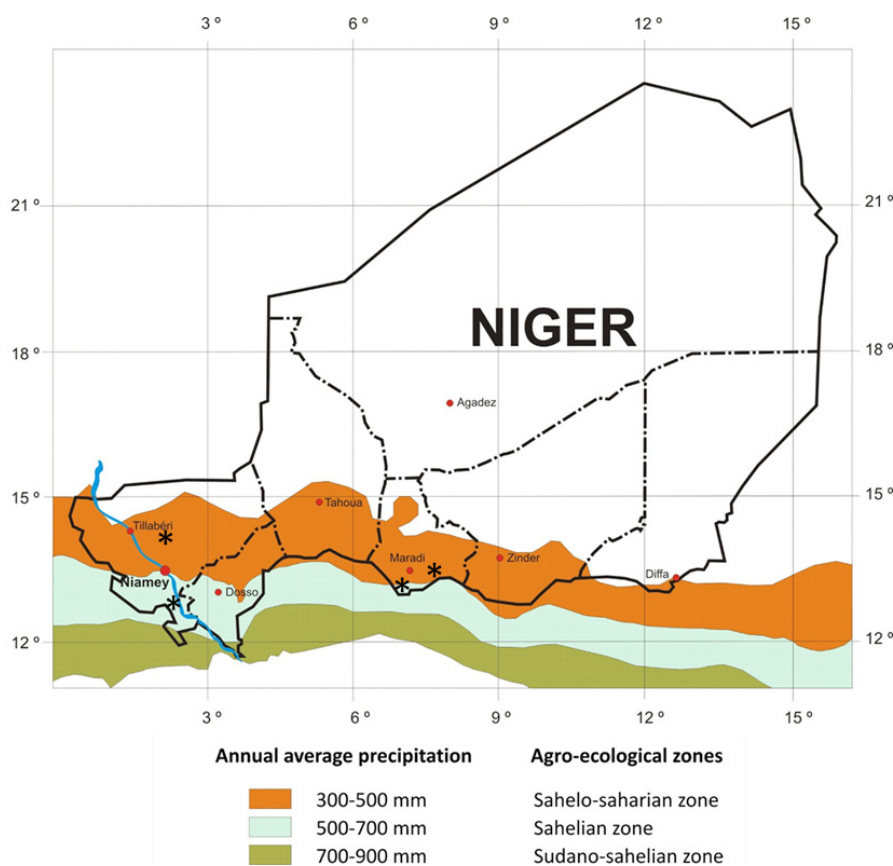 3 º 6 º 9 º 12 º 15 º
21 º 21 º
NIGER
18 º 18 º
Agadez
15 º 15 º
Tahoua
Tillabéri
*
Maradi * Zinder
Niamey * Diffa
Dosso
*
12 º 12 º
3 º 6 º 9 º 12 º 15 º
Annual average precipitation Agro-ecological zones
300-500 mm Sahelo-saharian zone
500-700 mm Sahelian zone
700-900 mm Sudano-sahelian zone